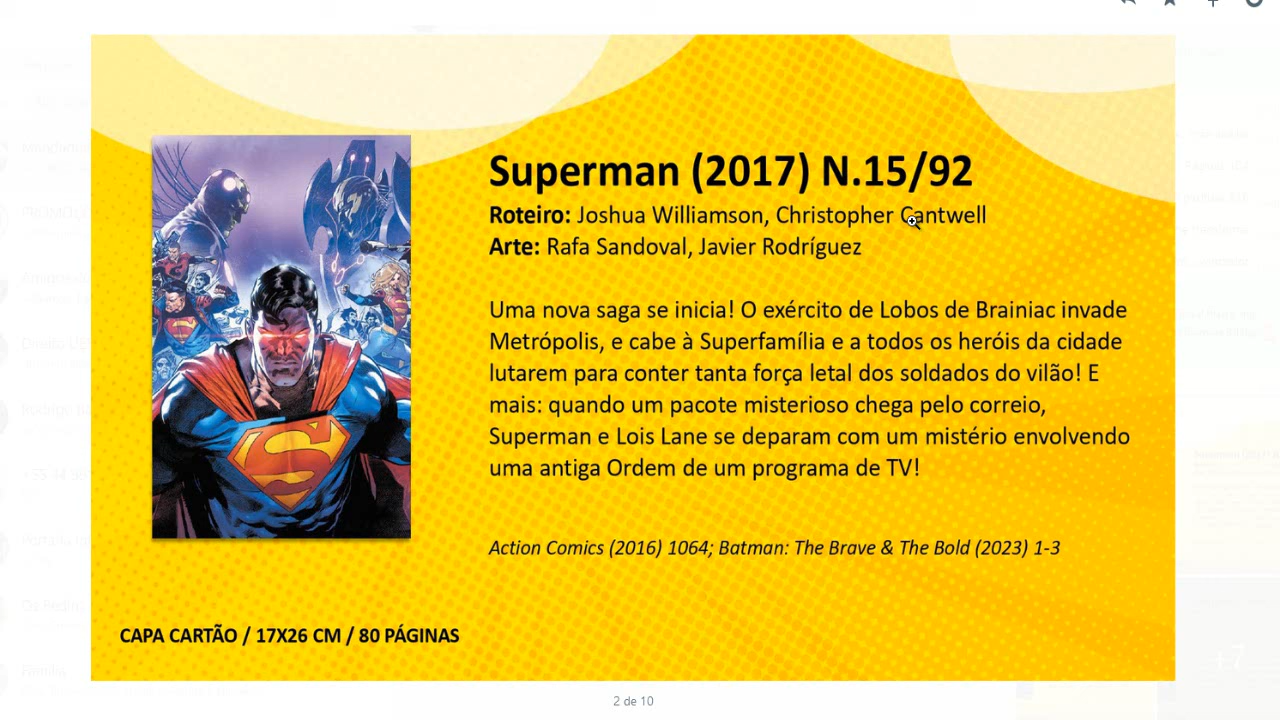 Superman (2017) N.15/92
Roteiro: Joshua Williamson, Christopher Cantwell
Arte: Rafa Sandoval, Javier Rodríguez
Uma nova saga se inicia! O exército de Lobos de Brainiac invade
Metrópolis, e cabe à Superfamília e a todos os heróis da cidade
lutarem para conter tanta força letal dos soldados do vilão! E
mais: quando um pacote misterioso chega pelo correio,
Superman e Lois Lane se deparam com um mistério envolvendo
uma antiga Ordem de um programa de TV!
Action Comics (2016) 1064; Batman: The Brave & The Bold (2023) 1-3
CAPA CARTÃO / 17X26 CM / 80 PÁGINAS
+7
2 de 10